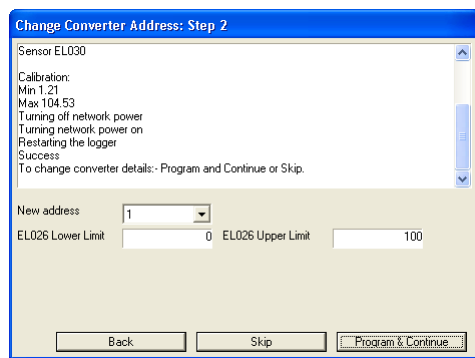 Change Converter Address: Step 2
Sensor EL030
Calibration:
Min 1.21
Max 104.53
Turning off network power
Turning network power on
Restarting the logger
Success
To change converter details:- Program and Continue or Skip.
New address 1
EL026 Lower Limit 0 EL026 Upper Limit 100
Back Skip Program & Continue